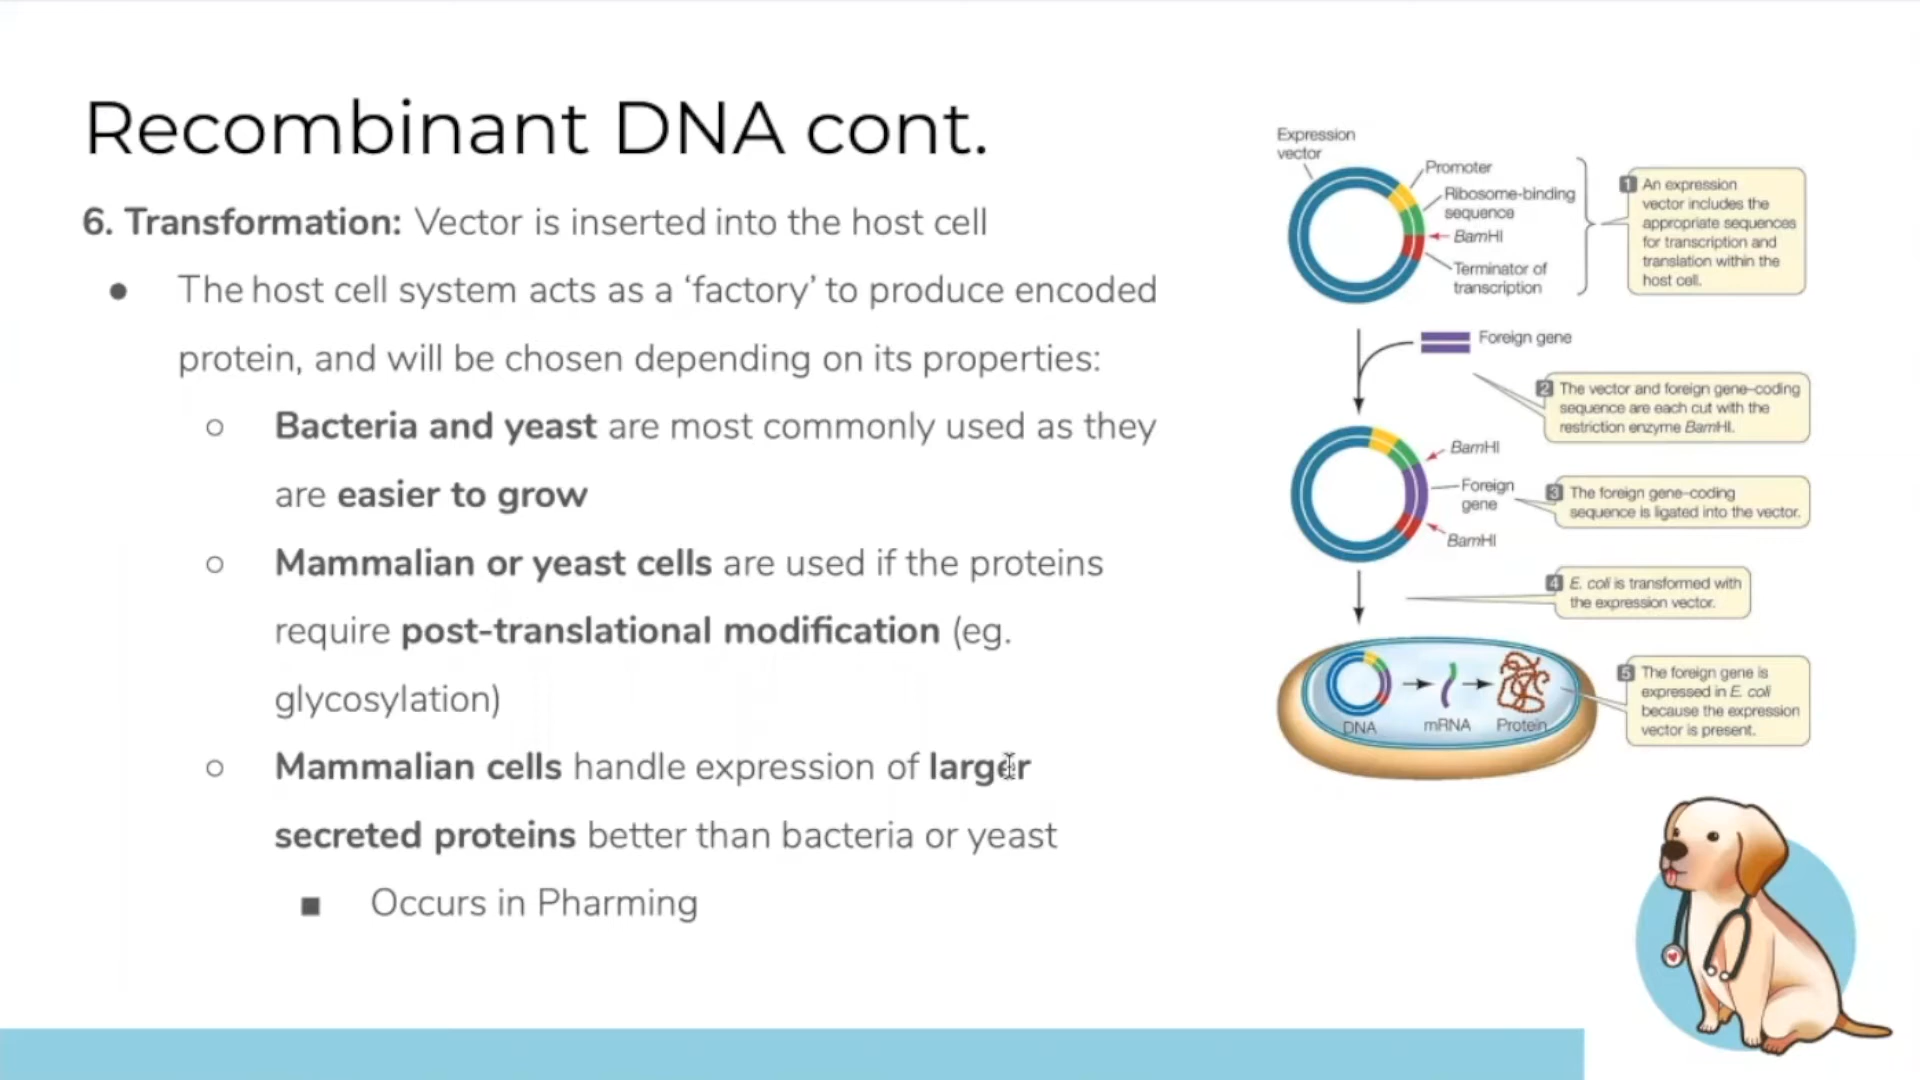 Recombinant DNA cont.
6. Transformation: Vector is inserted into the host cell
● The host cell system acts as a ‘factory’ to produce encoded
protein, and will be chosen depending on its properties:
○ Bacteria and yeast are most commonly used as they
are easier to grow
○ Mammalian or yeast cells are used if the proteins
require post-translational modification (eg.
glycosylation)
○ Mammalian cells handle expression of larger
secreted proteins better than bacteria or yeast
■ Occurs in Pharming
Expression
vector
Promoter
Ribosome-binding
sequence
BamHI
Terminator of
transcription
1 An expression
vector includes the
appropriate sequences
for transcription and
translation within the
host cell.
Foreign gene
2 The vector and foreign gene–coding
sequence are each cut with the
restriction enzyme BamHI.
BamHI
Foreign
gene
BamHI
3 The foreign gene–coding
sequence is ligated into the vector.
4 E. coli is transformed with
the expression vector.
DNA
mRNA
Protein
5 The foreign gene is
expressed in E. coli
because the expression
vector is present.